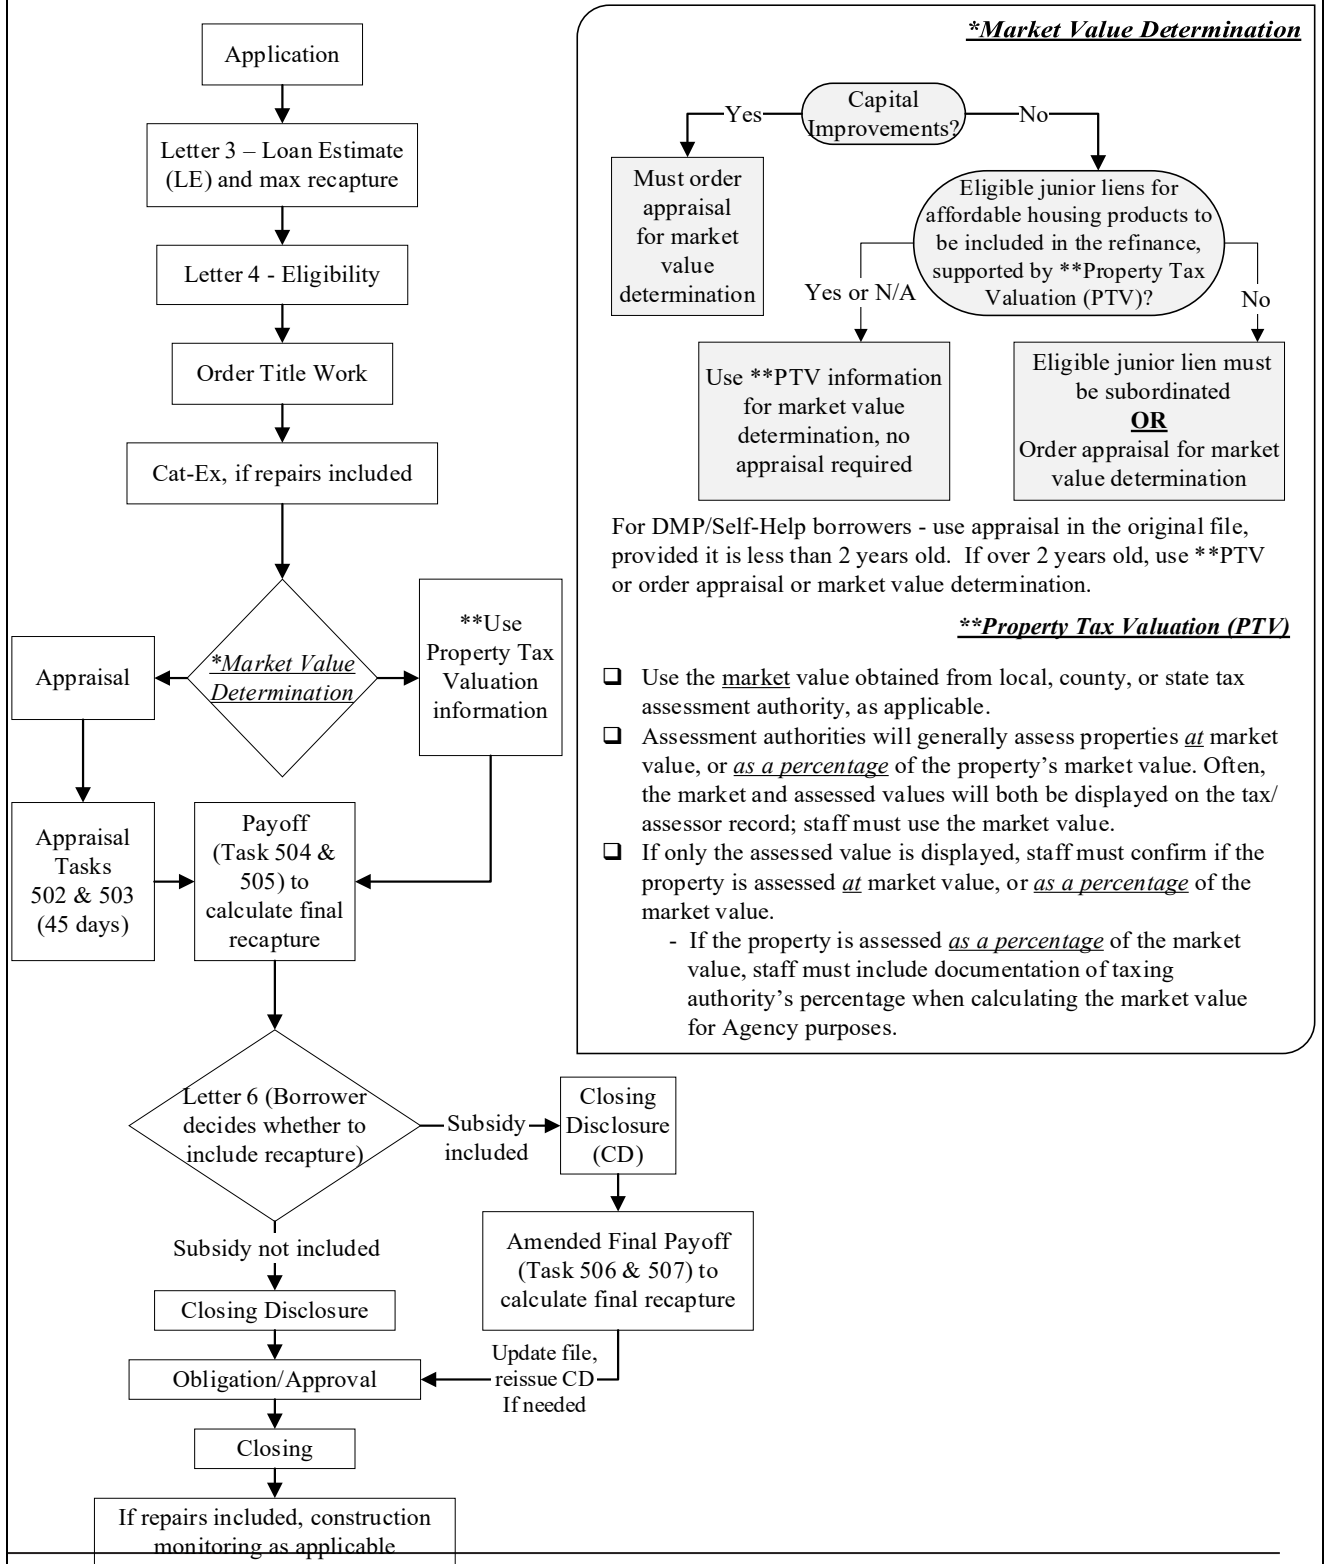 Application
Letter 3 – Loan Estimate
(LE) and max recapture
Letter 4 - Eligibility
Order Title Work
Cat-Ex, if repairs included
*Market Value
Determination
Appraisal
**Use
Property Tax
Valuation
information
Appraisal
Tasks
502 & 503
(45 days)
Payoff
(Task 504 &
505) to
calculate final
recapture
Letter 6 (Borrower
decides whether to
include recapture)
Subsidy
included
Closing
Disclosure
(CD)
Amended Final Payoff
(Task 506 & 507) to
calculate final recapture
Update file,
reissue CD
If needed
Subsidy not included
Closing Disclosure
Obligation/Approval
Closing
If repairs included, construction
monitoring as applicable
*Market Value Determination
Capital
Improvements?
Yes
No
Must order
appraisal
for market
value
determination
Eligible junior liens for
affordable housing products to
be included in the refinance,
supported by **Property Tax
Valuation (PTV)?
Yes or N/A
No
Use **PTV information
for market value
determination, no
appraisal required
Eligible junior lien must
be subordinated
OR
Order appraisal for market
value determination
For DMP/Self-Help borrowers - use appraisal in the original file,
provided it is less than 2 years old. If over 2 years old, use **PTV
or order appraisal or market value determination.
**Property Tax Valuation (PTV)
❑ Use the market value obtained from local, county, or state tax
assessment authority, as applicable.
❑ Assessment authorities will generally assess properties at market
value, or as a percentage of the property’s market value. Often,
the market and assessed values will both be displayed on the tax/
assessor record; staff must use the market value.
❑ If only the assessed value is displayed, staff must confirm if the
property is assessed at market value, or as a percentage of the
market value.
- If the property is assessed as a percentage of the market
value, staff must include documentation of taxing
authority’s percentage when calculating the market value
for Agency purposes.